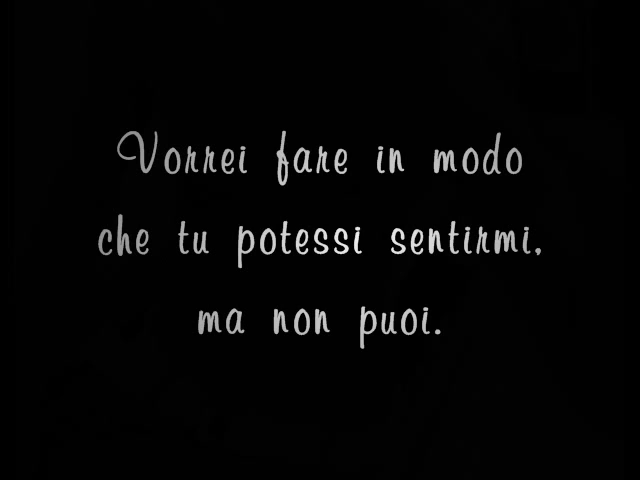 Vorrei fare in modo
che tu potessi sentirmi,
ma non puoi.